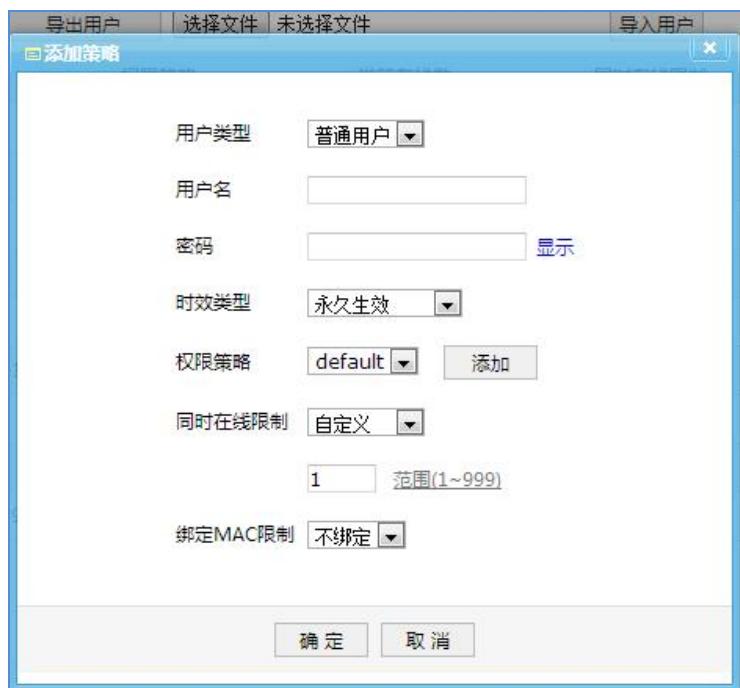 导出用户 选择文件 未选择文件 导入用户
添加策略
用户类型 普通用户
用户名
密码 显示
时效类型 永久生效
权限策略 default 添加
同时在线限制 自定义
1 范围(1~999)
绑定MAC限制 不绑定
确 定 取 消